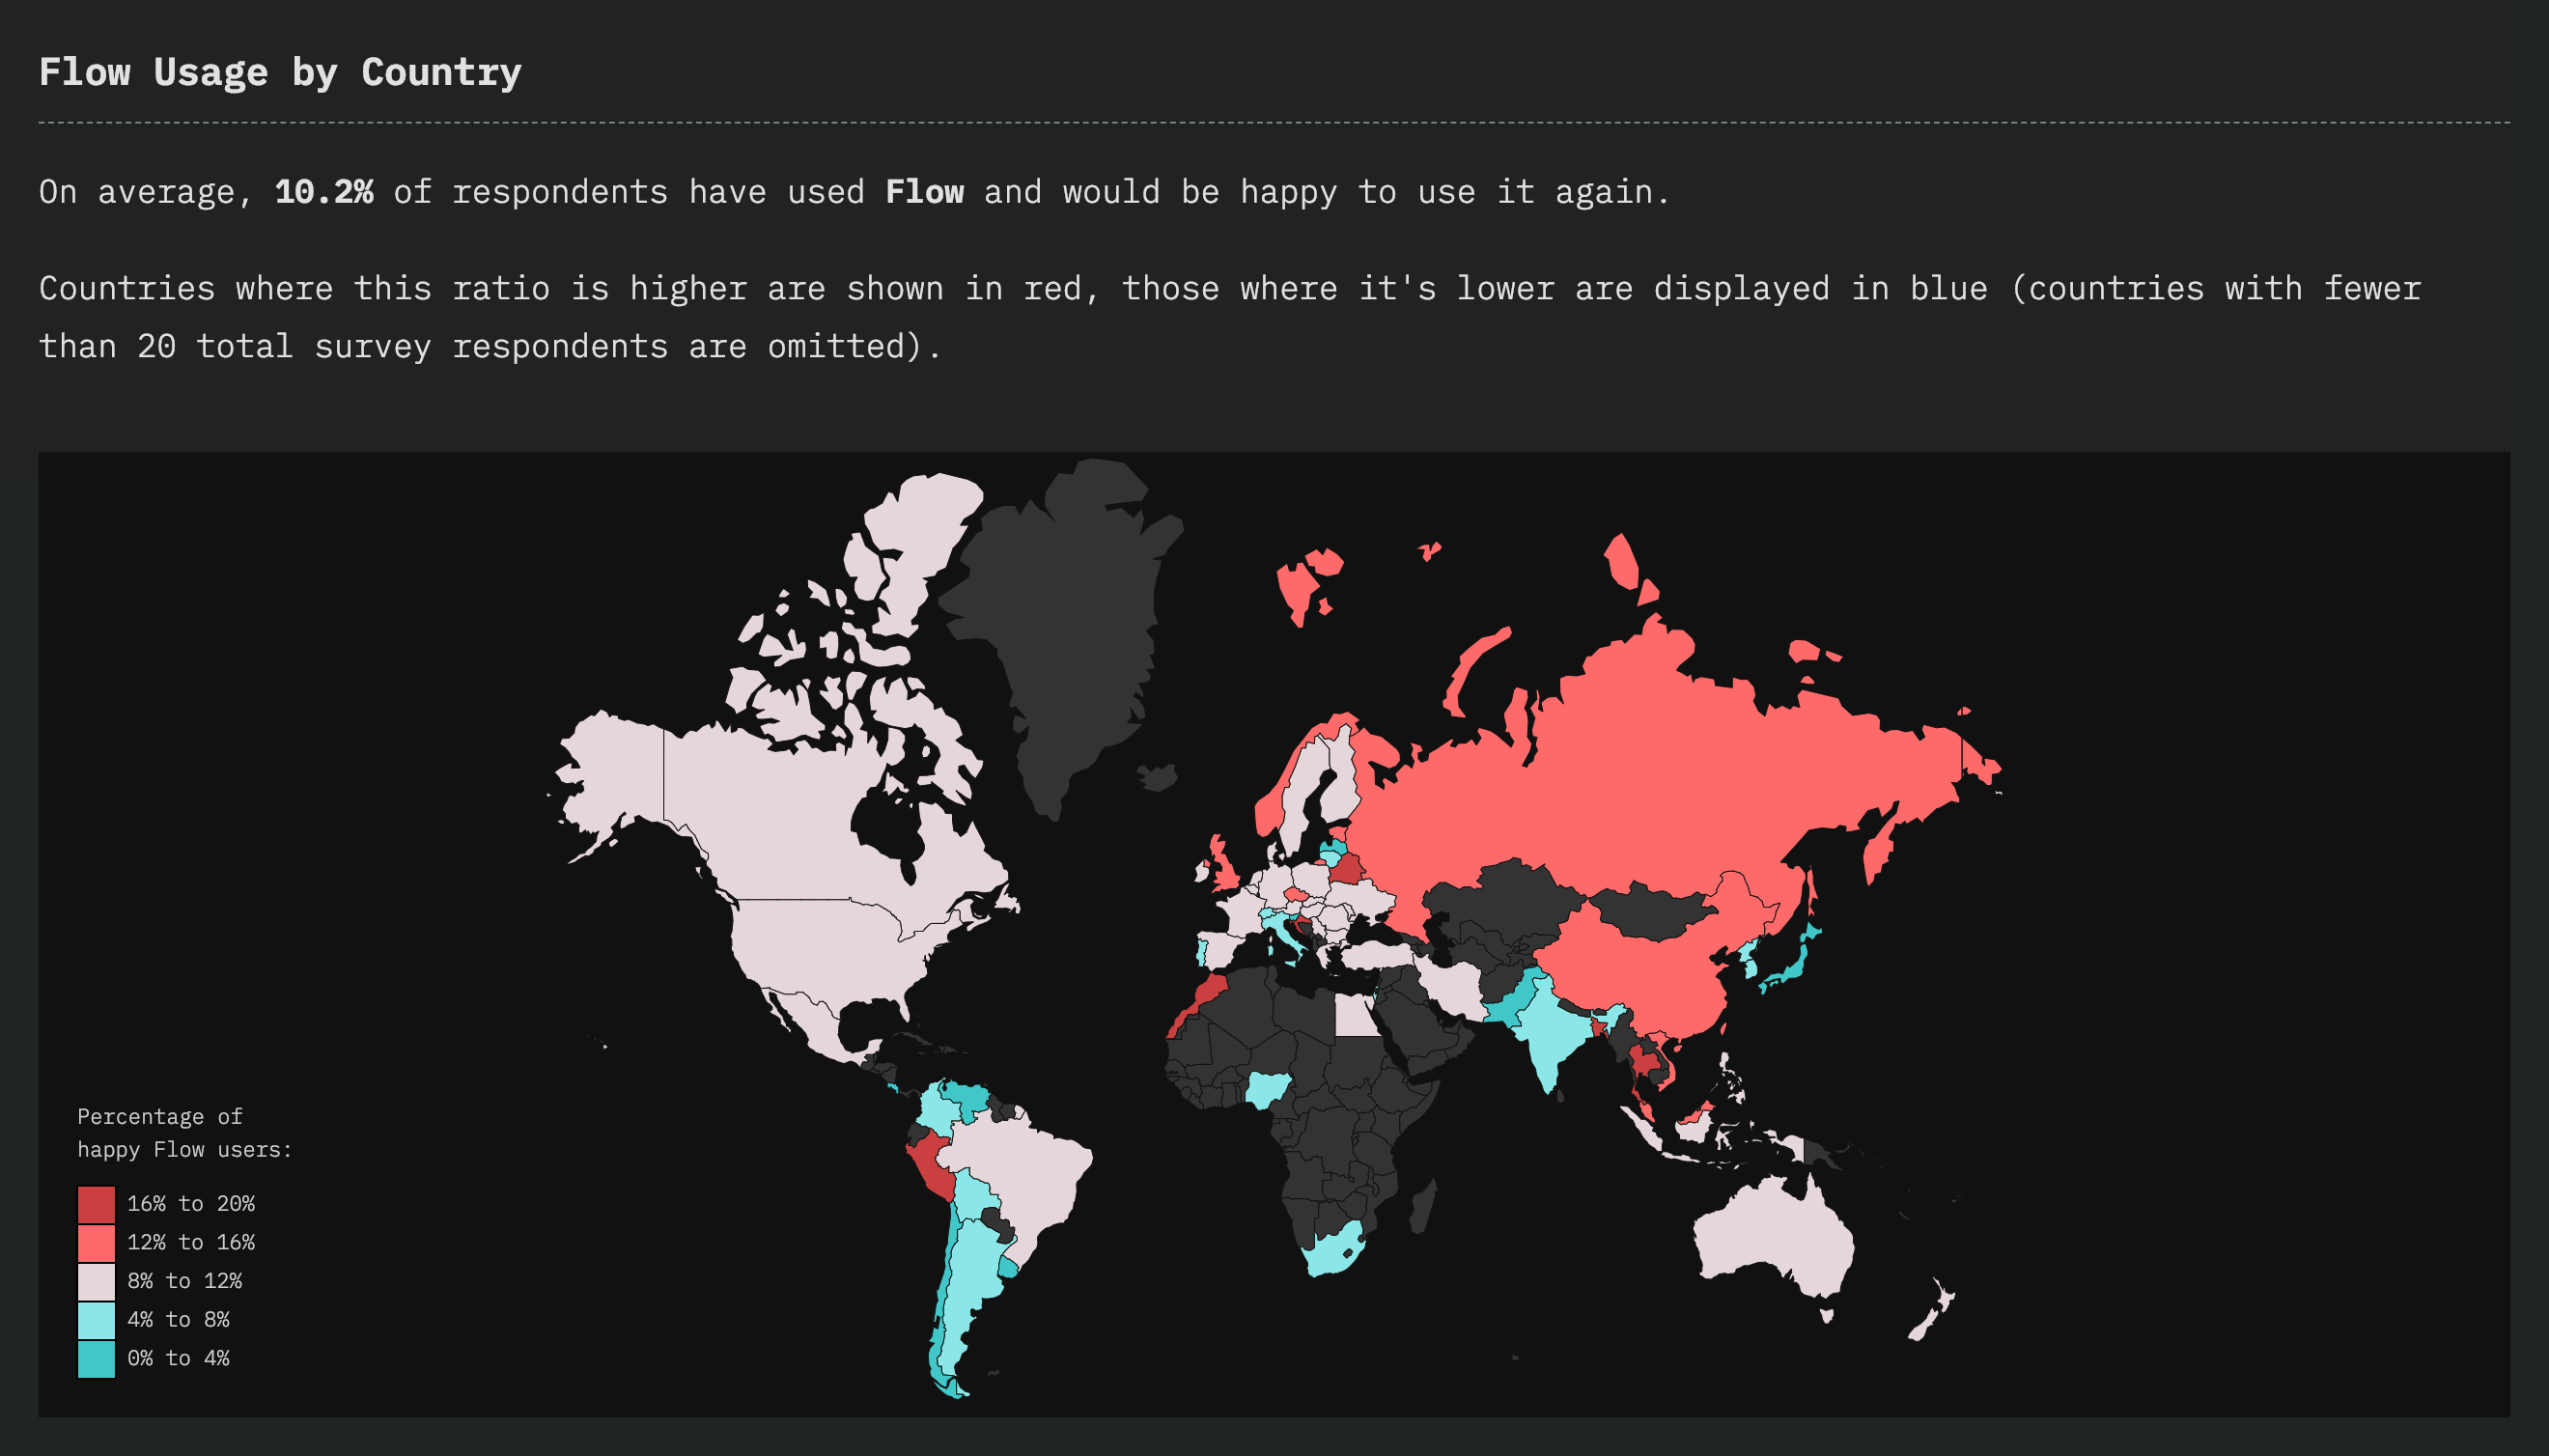 Flow Usage by Country
On average, 10.2% of respondents have used Flow and would be happy to use it again.
Countries where this ratio is higher are shown in red, those where it's lower are displayed in blue (countries with fewer
than 20 total survey respondents are omitted).
Percentage of
happy Flow users:
16% to 20%
12% to 16%
8% to 12%
4% to 8%
0% to 4%